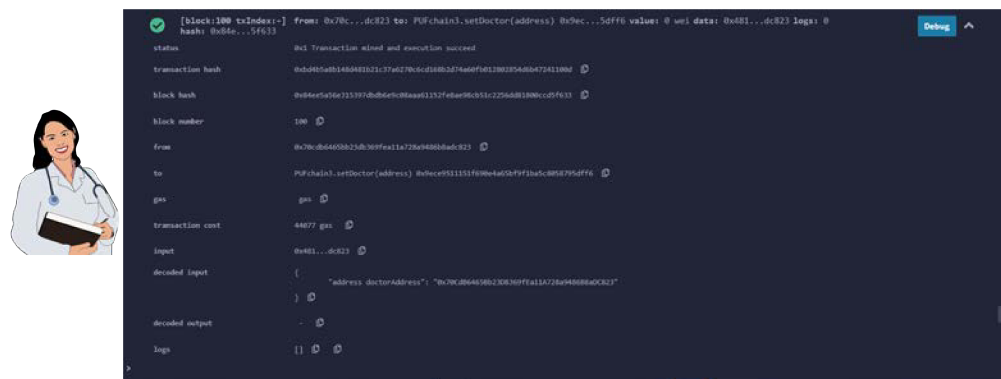 [block:100 txIndex:-] from: 0x70c...dc823 to: PUFchain3.setDoctor(address) 0x9ec...5dff6 value: 0 wei data: 0x481...dc823 logs: 0
hash: 0x84e...5f633
Debug
status 0x1 Transaction mined and execution succeed
transaction hash
block hash
block number 100
from
to PUFchain3.setDoctor(address)
gas gas
transaction cost 44077 gas
input 0x481...dc823
decoded input {
"address doctorAddress":
}
decoded output -
logs []
>